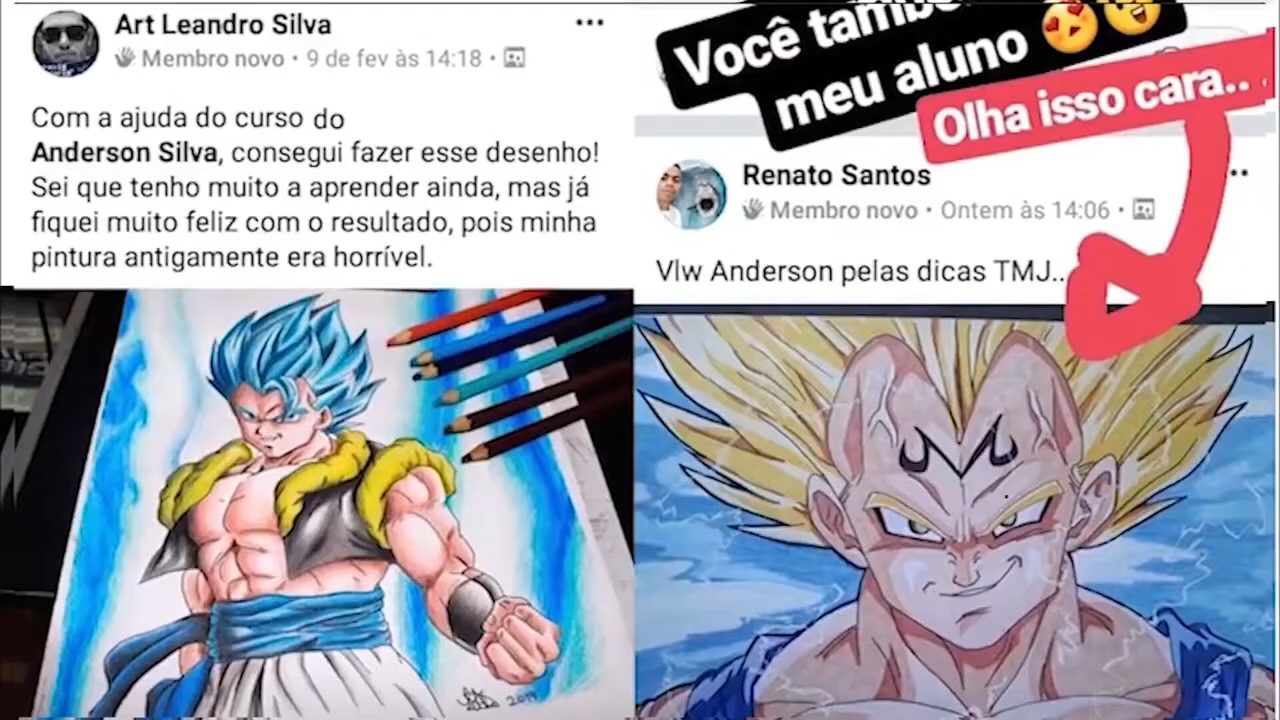 Art Leandro Silva
Membro novo • 9 de fev às 14:18 •
Com a ajuda do curso do
Anderson Silva, consegui fazer esse desenho!
Sei que tenho muito a aprender ainda, mas já
fiquei muito feliz com o resultado, pois minha
pintura antigamente era horrível.
2019
Você
meu aluno
Olha isso cara..
Renato Santos
Membro novo • Ontem às 14:06 •
Vlw Anderson pelas dicas TMJ..
M